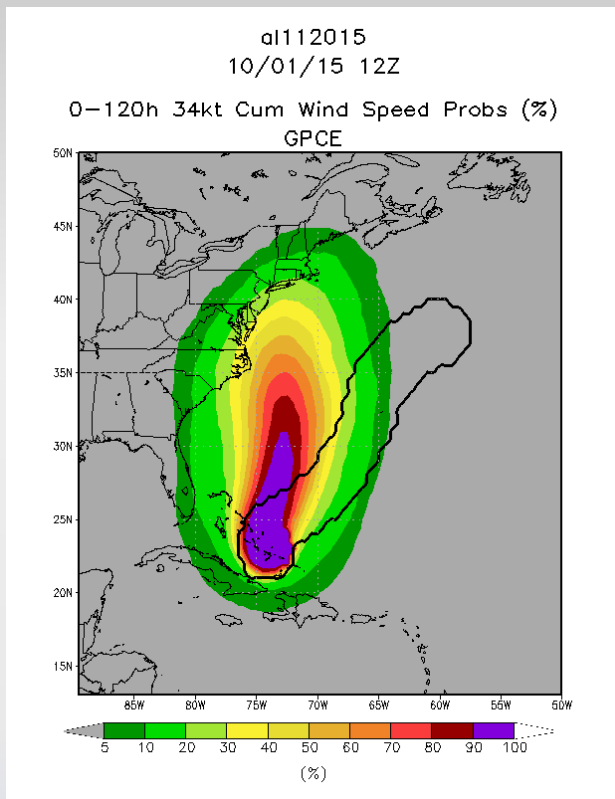 al112015
10/01/15 12Z
0-120h 34kt Cum Wind Speed Probs (%)
GPCE
50N
45N
40N
35N
30N
25N
20N
15N
85W 80W 75W 70W 65W 60W 55W 50W
5 10 20 30 40 50 60 70 80 90 100
(%)